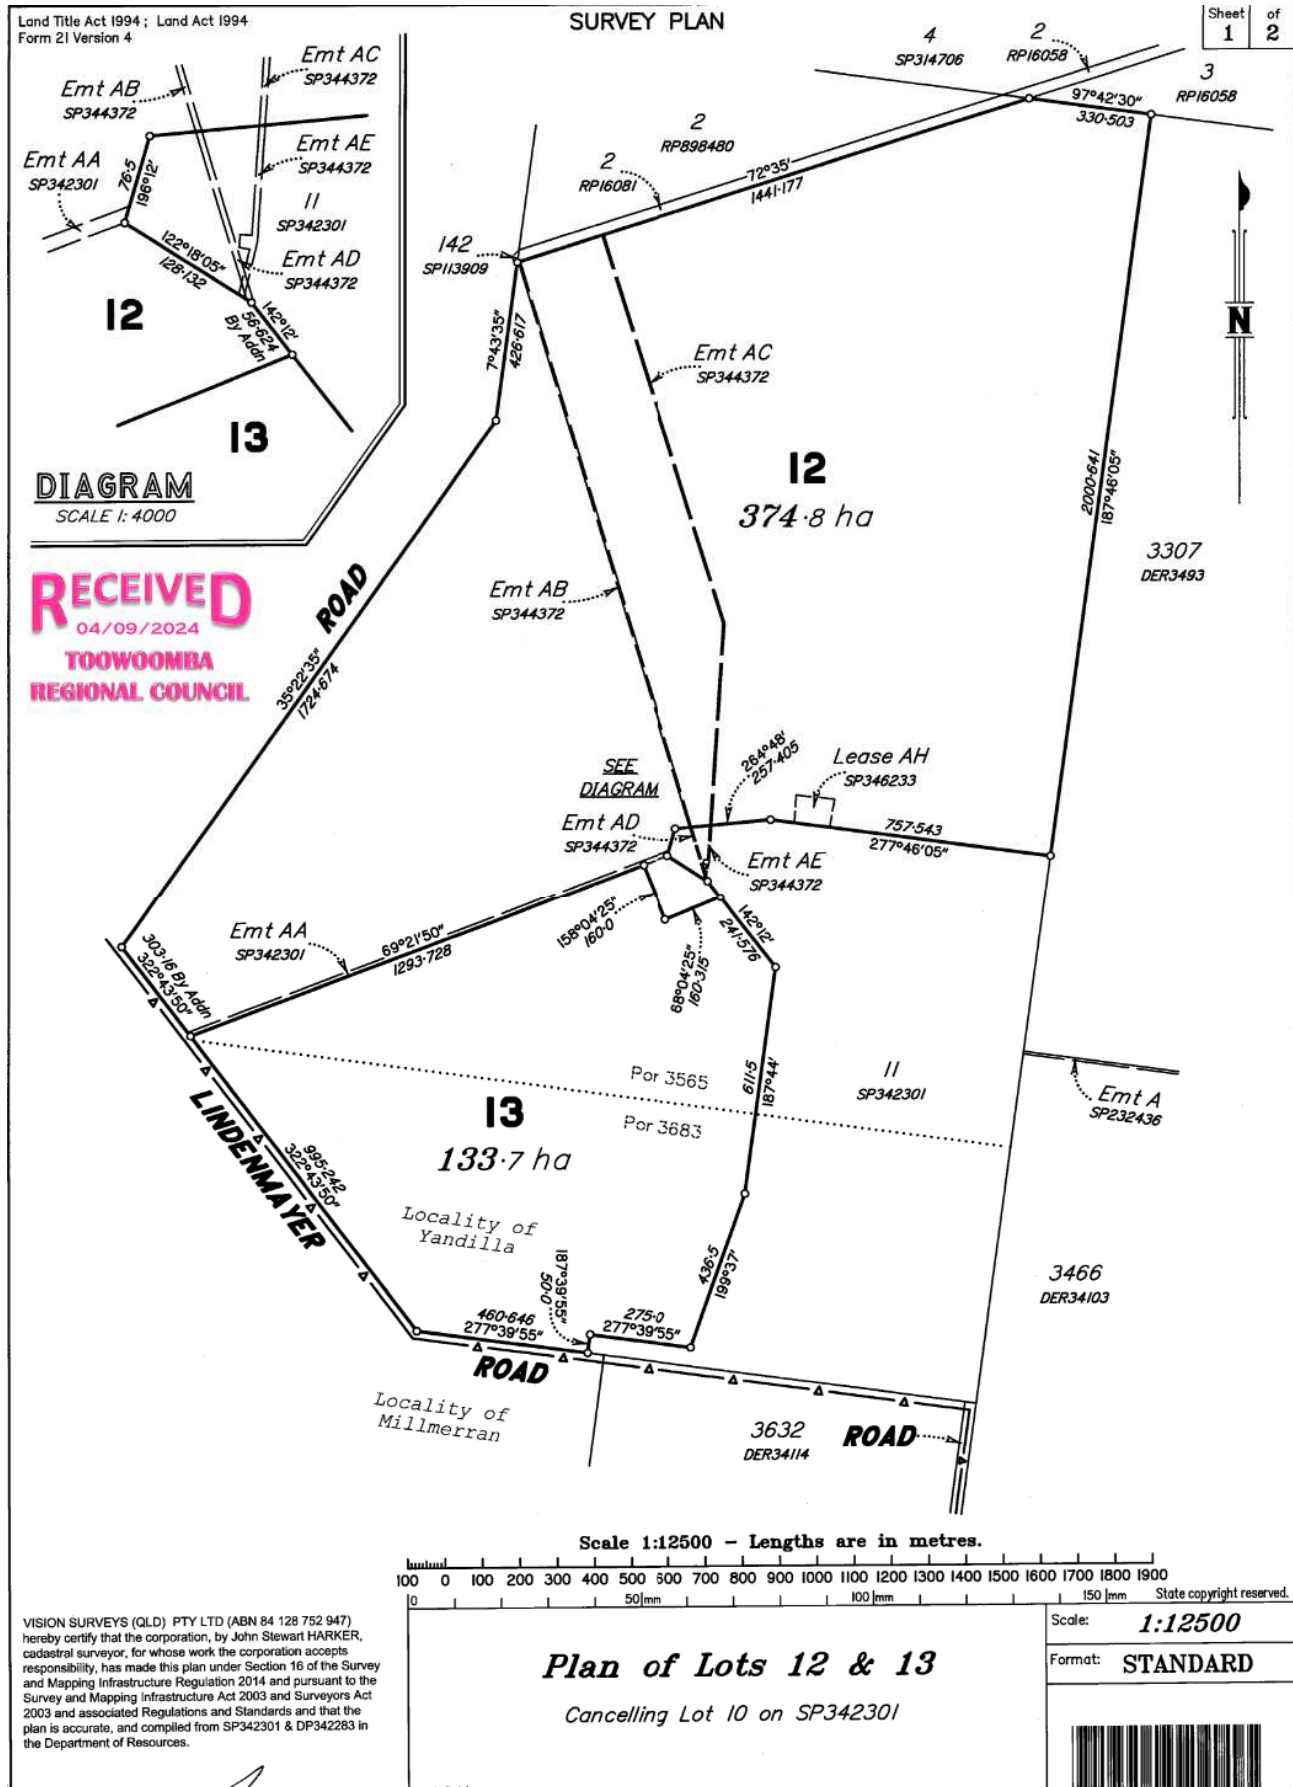 Land Title Act 1994 ; Land Act 1994
Form 21 Version 4
SURVEY PLAN
Sheet 1 of 2
Emt AC
SP344372
Emt AB
SP344372
Emt AE
SP344372
Emt AA
SP342301
76·5
196°12'
11
SP342301
122°18'05"
128·132
Emt AD
SP344372
12
142°12'
56·624
By Addn
13
DIAGRAM
SCALE 1: 4000
RECEIVED
04/09/2024
TOOWOOMBA
REGIONAL COUNCIL
4
SP314706
2
RP16058
3
RP16058
97°42'30"
330·503
2
RP898480
2
RP16081
72°35'
1441·177
142
SP113909
7°43'35"
426·617
Emt AC
SP344372
N
12
374·8 ha
2000·641
187°46'05"
3307
DER3493
Emt AB
SP344372
ROAD
35°22'35"
1724·674
SEE
DIAGRAM
264°48'
257·405
Lease AH
SP346233
Emt AD
SP344372
757·543
277°46'05"
Emt AE
SP344372
Emt AA
SP342301
69°21'50"
1293·728
158°04'25"
160·0
68°04'25"
160·315
142°12'
241·576
303·16 By Addn
322°43'50"
Por 3565
611·5
187°44'
11
SP342301
Emt A
SP232436
13
133·7 ha
Por 3683
LINDENMAYER
995·242
322°43'50"
Locality of
Yandilla
436·5
199°37'
3466
DER34103
187°39'55"
50·0
460·646
277°39'55"
275·0
277°39'55"
ROAD
Locality of
Millmerran
3632
DER34114
ROAD
Scale 1:12500 – Lengths are in metres.
100 0 100 200 300 400 500 600 700 800 900 1000 1100 1200 1300 1400 1500 1600 1700 1800 1900
0 50 mm 100 mm 150 mm State copyright reserved.
VISION SURVEYS (QLD) PTY LTD (ABN 84 128 752 947)
hereby certify that the corporation, by John Stewart HARKER,
cadastral surveyor, for whose work the corporation accepts
responsibility, has made this plan under Section 16 of the Survey
and Mapping Infrastructure Regulation 2014 and pursuant to the
Survey and Mapping Infrastructure Act 2003 and Surveyors Act
2003 and associated Regulations and Standards and that the
plan is accurate, and compiled from SP342301 & DP342283 in
the Department of Resources.
Plan of Lots 12 & 13
Cancelling Lot 10 on SP342301
Scale: 1:12500
Format: STANDARD